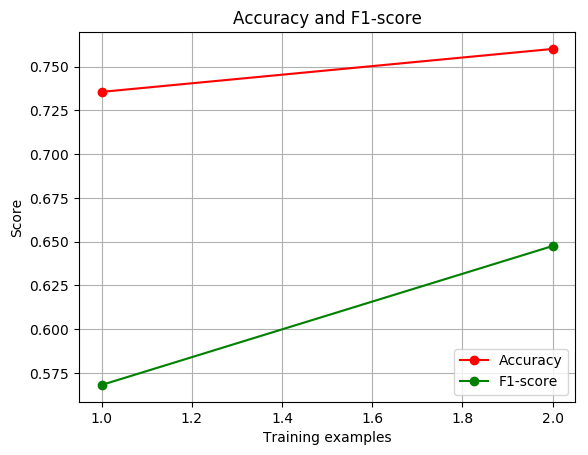 Accuracy and F1-score
Score
0.750
0.725
0.700
0.675
0.650
0.625
0.600
0.575
1.0 1.2 1.4 1.6 1.8 2.0
Training examples
Accuracy
F1-score